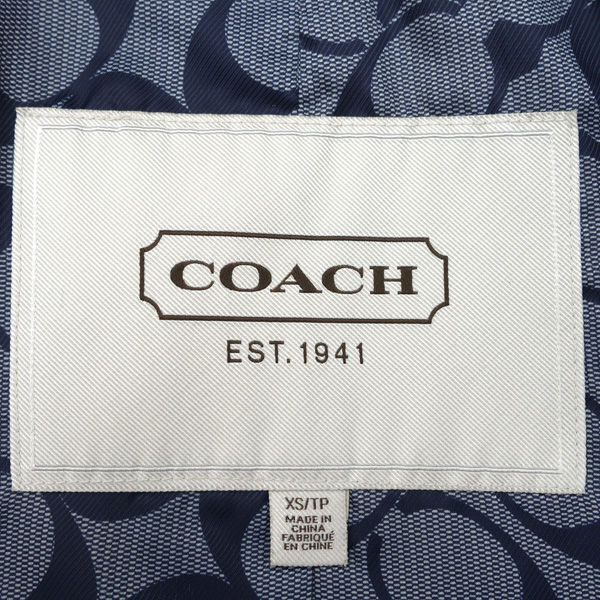 COACH
EST. 1941
XS/TP
MADE IN
CHINA
FABRIQUÉ
EN CHINE